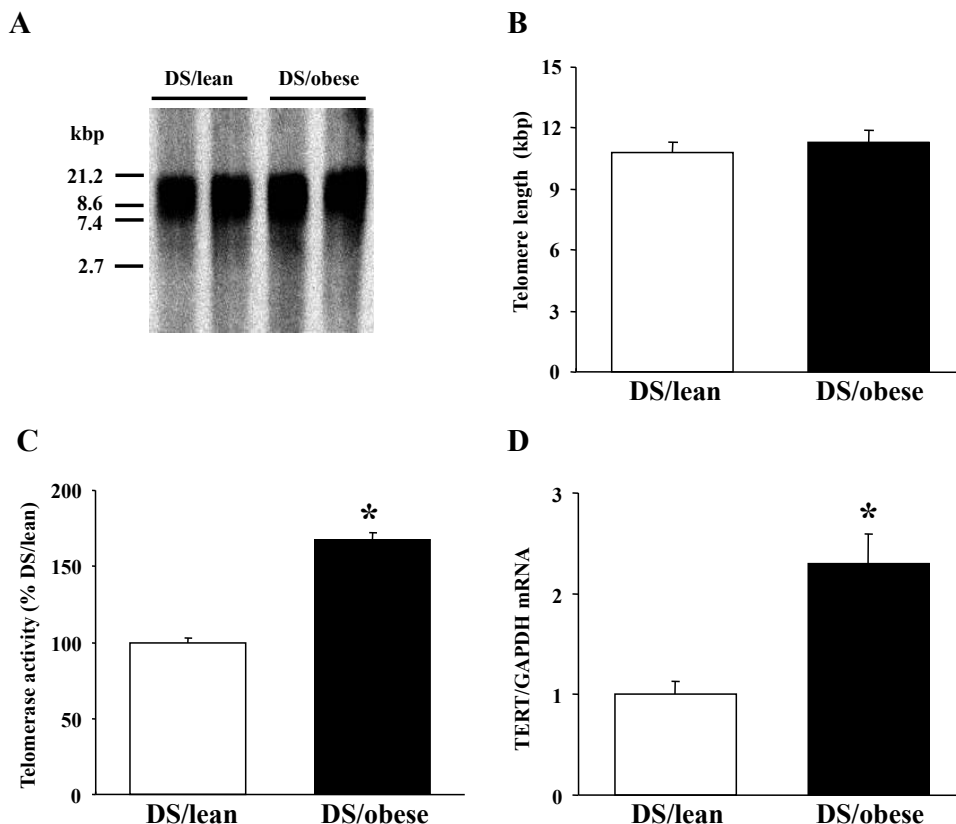 A
DS/lean DS/obese
kbp
21.2
8.6
7.4
2.7
B
Telomere length (kbp)
15
12
9
6
3
0
DS/lean DS/obese
C
Telomerase activity (% DS/lean)
200
150
100
50
0
*
DS/lean DS/obese
D
TERT/GAPDH mRNA
3
2
1
0
*
DS/lean DS/obese